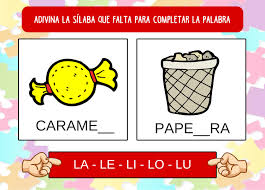 ADIVINA LA SÍLABA QUE FALTA PARA COMPLETAR LA PALABRA
CARAME__
PAPE__RA
LA - LE - LI - LO - LU